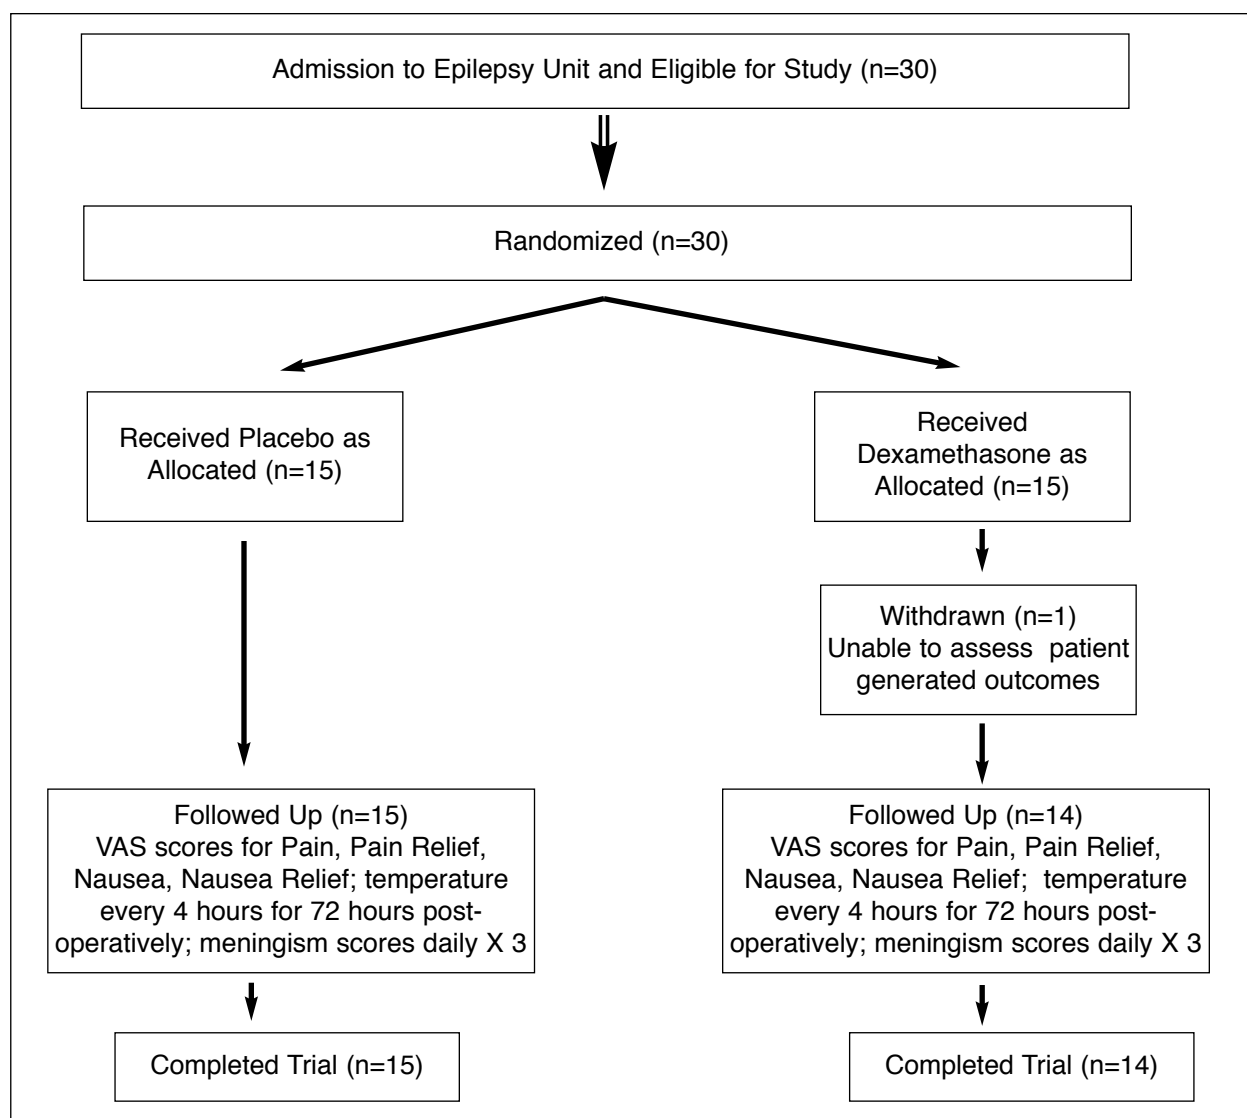 Admission to Epilepsy Unit and Eligible for Study (n=30)
Randomized (n=30)
Received Placebo as
Allocated (n=15)
Received
Dexamethasone as
Allocated (n=15)
Withdrawn (n=1)
Unable to assess patient
generated outcomes
Followed Up (n=15)
VAS scores for Pain, Pain Relief,
Nausea, Nausea Relief; temperature
every 4 hours for 72 hours post-
operatively; meningism scores daily X 3
Followed Up (n=14)
VAS scores for Pain, Pain Relief,
Nausea, Nausea Relief; temperature
every 4 hours for 72 hours post-
operatively; meningism scores daily X 3
Completed Trial (n=15)
Completed Trial (n=14)